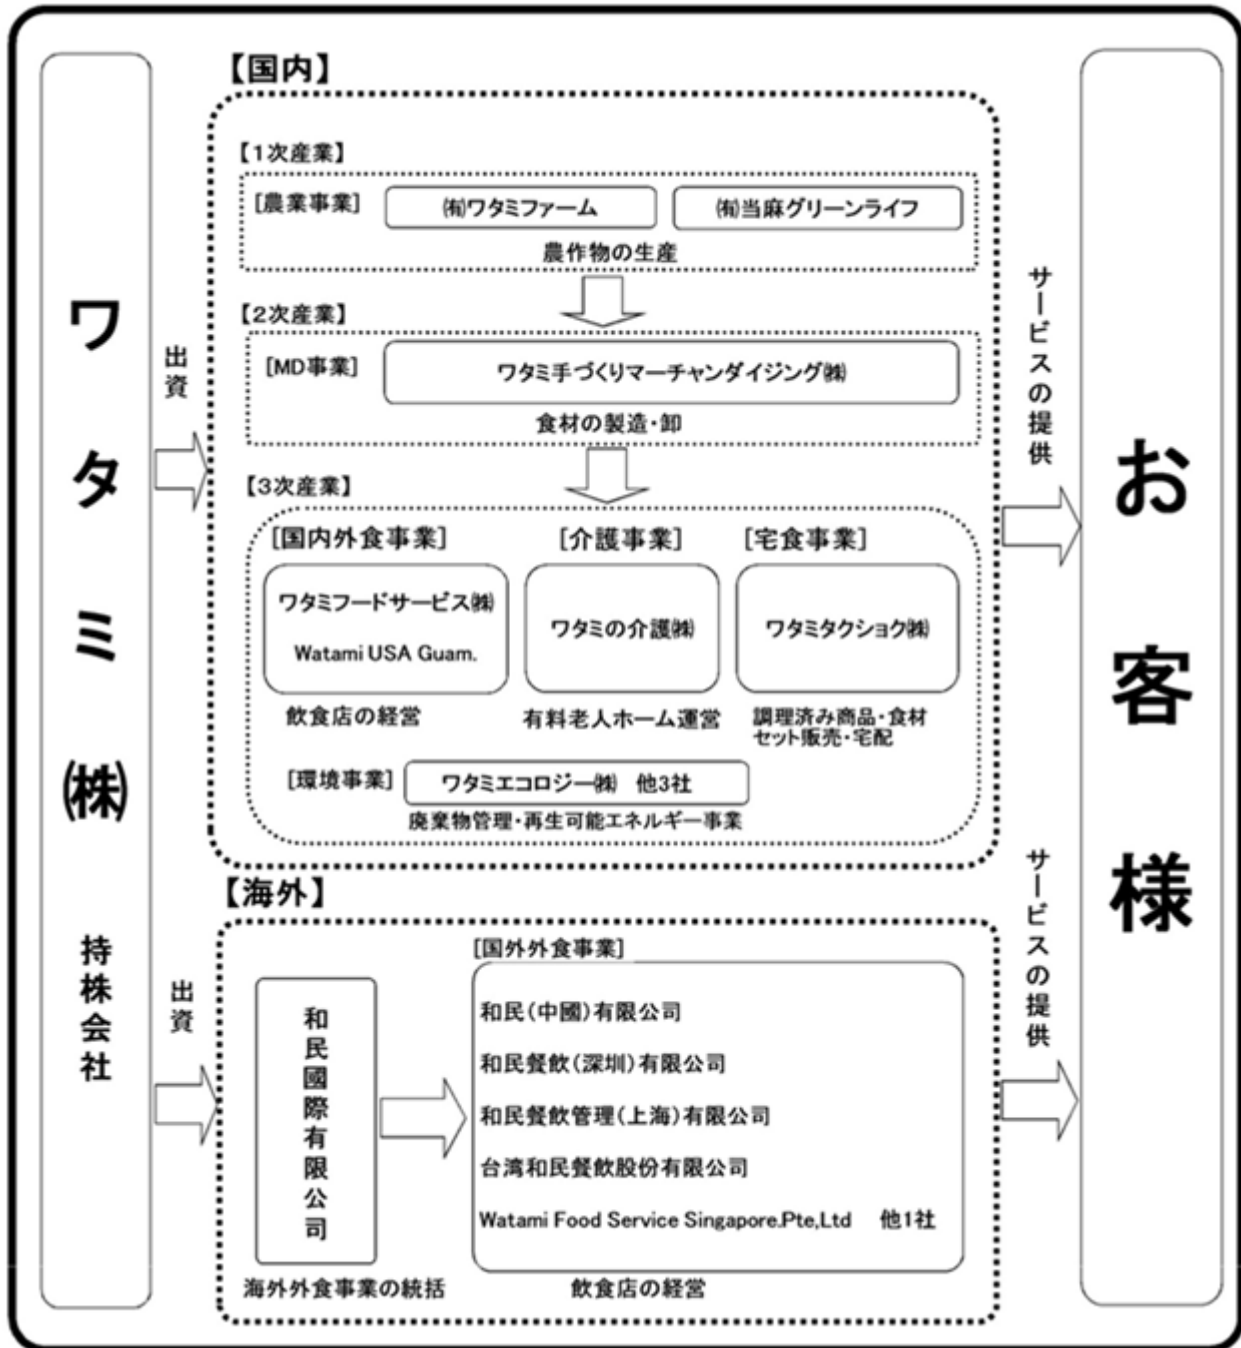 ワタミ㈱ 持株会社
出資
【国内】
【1次産業】
[農業事業]
㈲ワタミファーム
㈲当麻グリーンライフ
農作物の生産
【2次産業】
[MD事業]
ワタミ手づくりマーチャンダイジング㈱
食材の製造・卸
【3次産業】
[国内外食事業]
ワタミフードサービス㈱
Watami USA Guam.
飲食店の経営
[介護事業]
ワタミの介護㈱
有料老人ホーム運営
[宅食事業]
ワタミタクショク㈱
調理済み商品・食材
セット販売・宅配
[環境事業]
ワタミエコロジー㈱ 他3社
廃棄物管理・再生可能エネルギー事業
サービスの提供
【海外】
出資
和民國際有限公司
海外外食事業の統括
[国外外食事業]
和民(中國)有限公司
和民餐飲(深圳)有限公司
和民餐飲管理(上海)有限公司
台湾和民餐飲股份有限公司
Watami Food Service Singapore.Pte,Ltd 他1社
飲食店の経営
サービスの提供
お客様